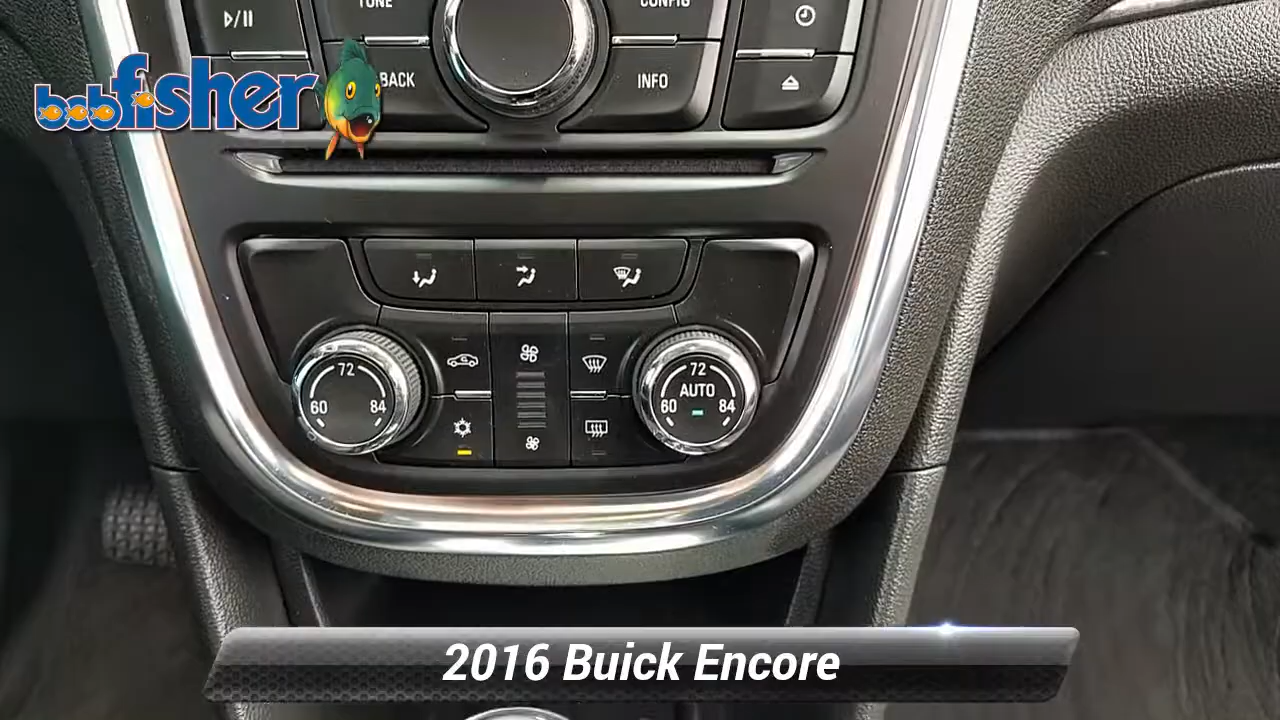 TONE
CONFIG
bobfisher
BACK
INFO
72
60
84
72
AUTO
60
84
2016 Buick Encore